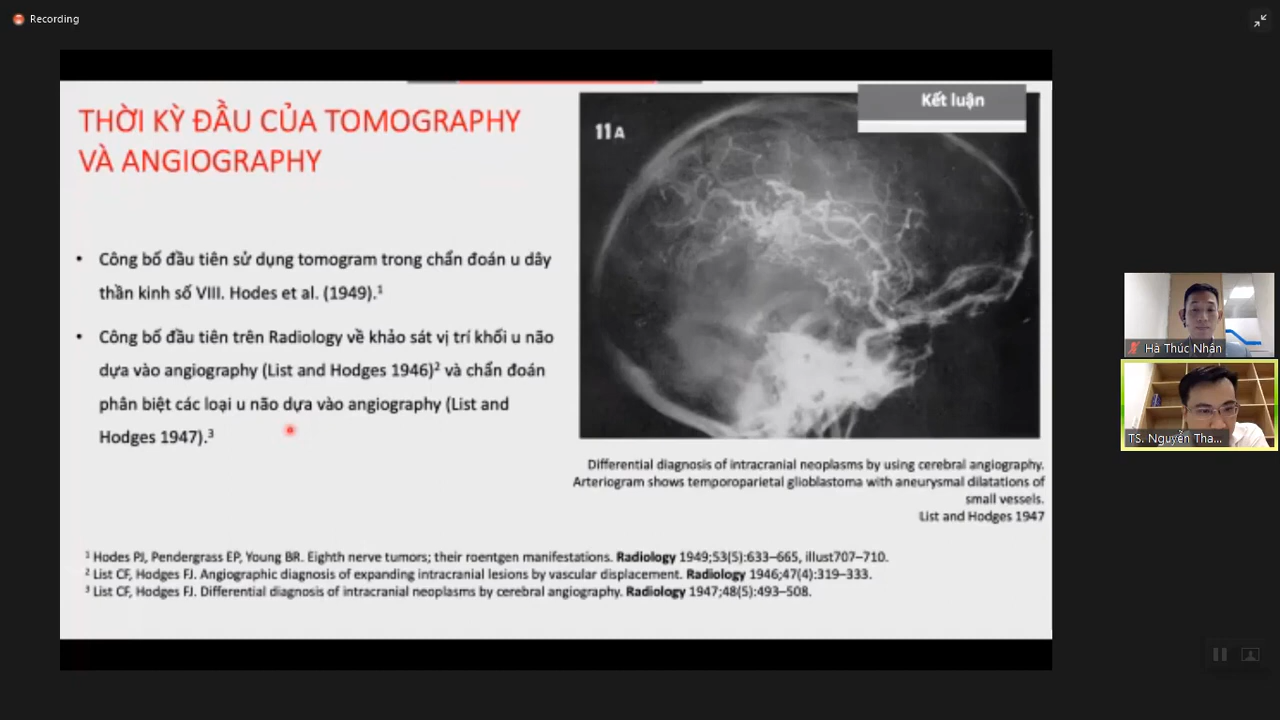 Recording
THỜI KỲ ĐẦU CỦA TOMOGRAPHY
VÀ ANGIOGRAPHY
• Công bố đầu tiên sử dụng tomogram trong chẩn đoán u dây
thần kinh số VIII. Hodes et al. (1949).¹
• Công bố đầu tiên trên Radiology về khảo sát vị trí khối u não
dựa vào angiography (List and Hodges 1946)² và chẩn đoán
phân biệt các loại u não dựa vào angiography (List and
Hodges 1947).³
Kết luận
11A
Differential diagnosis of intracranial neoplasms by using cerebral angiography.
Arteriogram shows temporoparietal glioblastoma with aneurysmal dilatations of
small vessels.
List and Hodges 1947
¹ Hodes PJ, Pendergrass EP, Young BR. Eighth nerve tumors; their roentgen manifestations. Radiology 1949;53(5):633–665, illust707–710.
² List CF, Hodges FJ. Angiographic diagnosis of expanding intracranial lesions by vascular displacement. Radiology 1946;47(4):319–333.
³ List CF, Hodges FJ. Differential diagnosis of intracranial neoplasms by cerebral angiography. Radiology 1947;48(5):493–508.
Hà Thúc Nhân
TS. Nguyễn Tha...